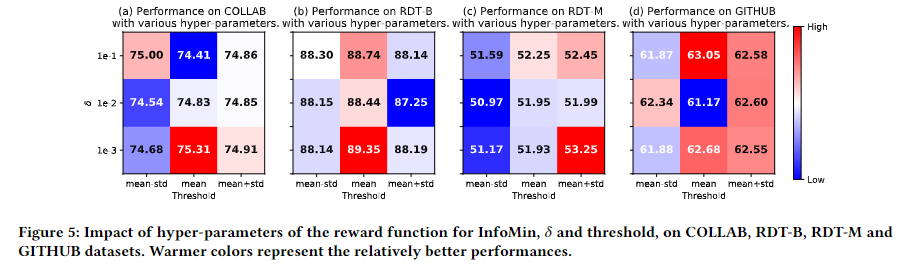 (a) Performance on COLLAB
with various hyper-parameters.
(b) Performance on RDT-B
with various hyper-parameters.
(c) Performance on RDT-M
with various hyper-parameters.
(d) Performance on GITHUB
with various hyper-parameters.
High
1e-1
75.00 74.41 74.86
88.30 88.74 88.14
51.59 52.25 52.45
61.87 63.05 62.58
δ 1e-2
74.54 74.83 74.85
88.15 88.44 87.25
50.97 51.95 51.99
62.34 61.17 62.60
1e-3
74.68 75.31 74.91
88.14 89.35 88.19
51.17 51.93 53.25
61.88 62.68 62.55
Low
mean-std mean mean+std
Threshold
mean-std mean mean+std
Threshold
mean-std mean mean+std
Threshold
mean-std mean mean+std
Threshold
Figure 5: Impact of hyper-parameters of the reward function for InfoMin, δ and threshold, on COLLAB, RDT-B, RDT-M and
GITHUB datasets. Warmer colors represent the relatively better performances.